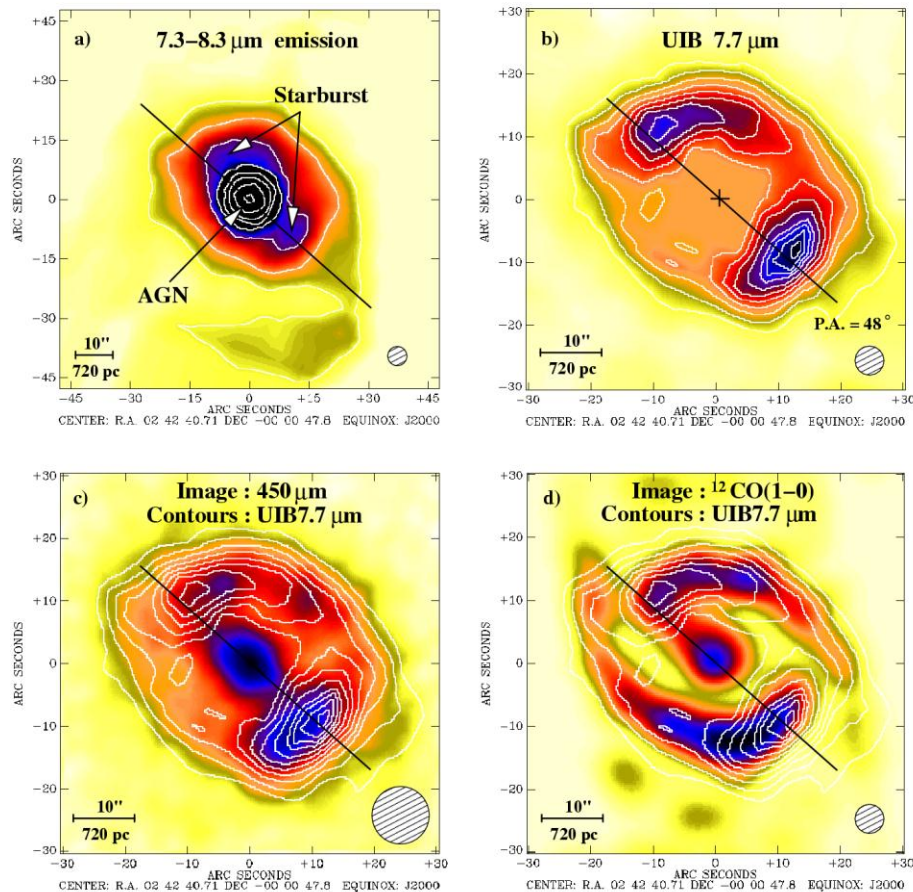 a) 7.3–8.3 μm emission
Starburst
AGN
10"
720 pc
+45
+30
+15
0
-15
-30
-45
ARC SECONDS
-45 -30 -15 0 +15 +30 +45
ARC SECONDS
CENTER: R.A. 02 42 40.71 DEC -00 00 47.8 EQUINOX: J2000
b) UIB 7.7 μm
P.A. = 48°
10"
720 pc
+30
+20
+10
0
-10
-20
-30
ARC SECONDS
-30 -20 -10 0 +10 +20 +30
ARC SECONDS
CENTER: R.A. 02 42 40.71 DEC -00 00 47.8 EQUINOX: J2000
c) Image : 450 μm
Contours : UIB7.7 μm
10"
720 pc
+30
+20
+10
0
-10
-20
-30
ARC SECONDS
-30 -20 -10 0 +10 +20 +30
ARC SECONDS
CENTER: R.A. 02 42 40.71 DEC -00 00 47.8 EQUINOX: J2000
d) Image : ¹²CO(1–0)
Contours : UIB7.7 μm
10"
720 pc
+30
+20
+10
0
-10
-20
-30
ARC SECONDS
-30 -20 -10 0 +10 +20 +30
ARC SECONDS
CENTER: R.A. 02 42 40.71 DEC -00 00 47.8 EQUINOX: J2000